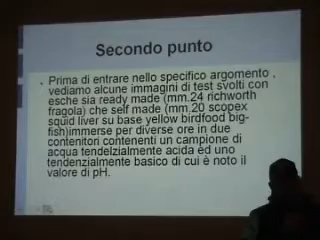 Secondo punto
Prima di entrare nello specifico argomento ,
vediamo alcune immagini di test svolti con
esche sia ready made (mm.24 richworth
fragola) che self made (mm.20 scopex
squid liver su base yellow birdfood big-
fish)immerse per diverse ore in due
contenitori contenenti un campione di
acqua tendelzialmente acida ed uno
tendenzialmente basico di cui è noto il
valore di pH.